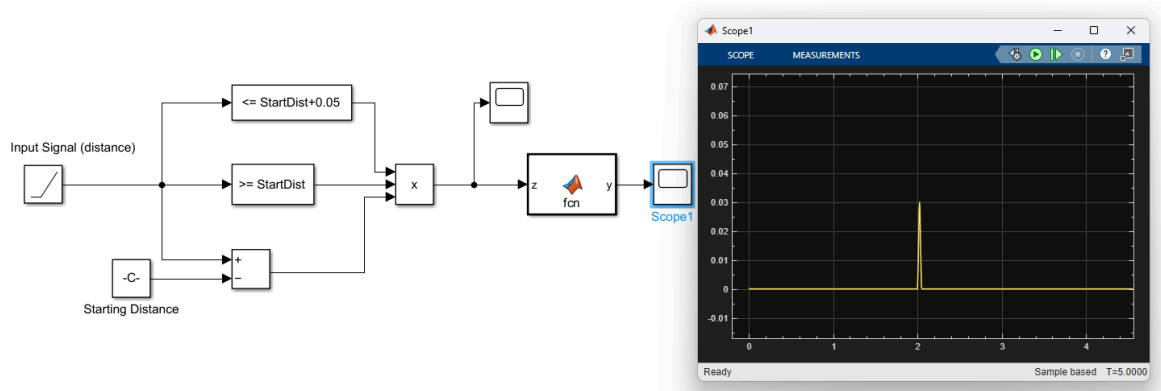 Input Signal (distance)
<= StartDist+0.05
>= StartDist
+
−
-C-
Starting Distance
x
z
fcn
y
Scope1
Scope1
SCOPE
MEASUREMENTS
?
0.07
0.06
0.05
0.04
0.03
0.02
0.01
0
-0.01
0
2
3
4
Ready
Sample based
T=5.0000